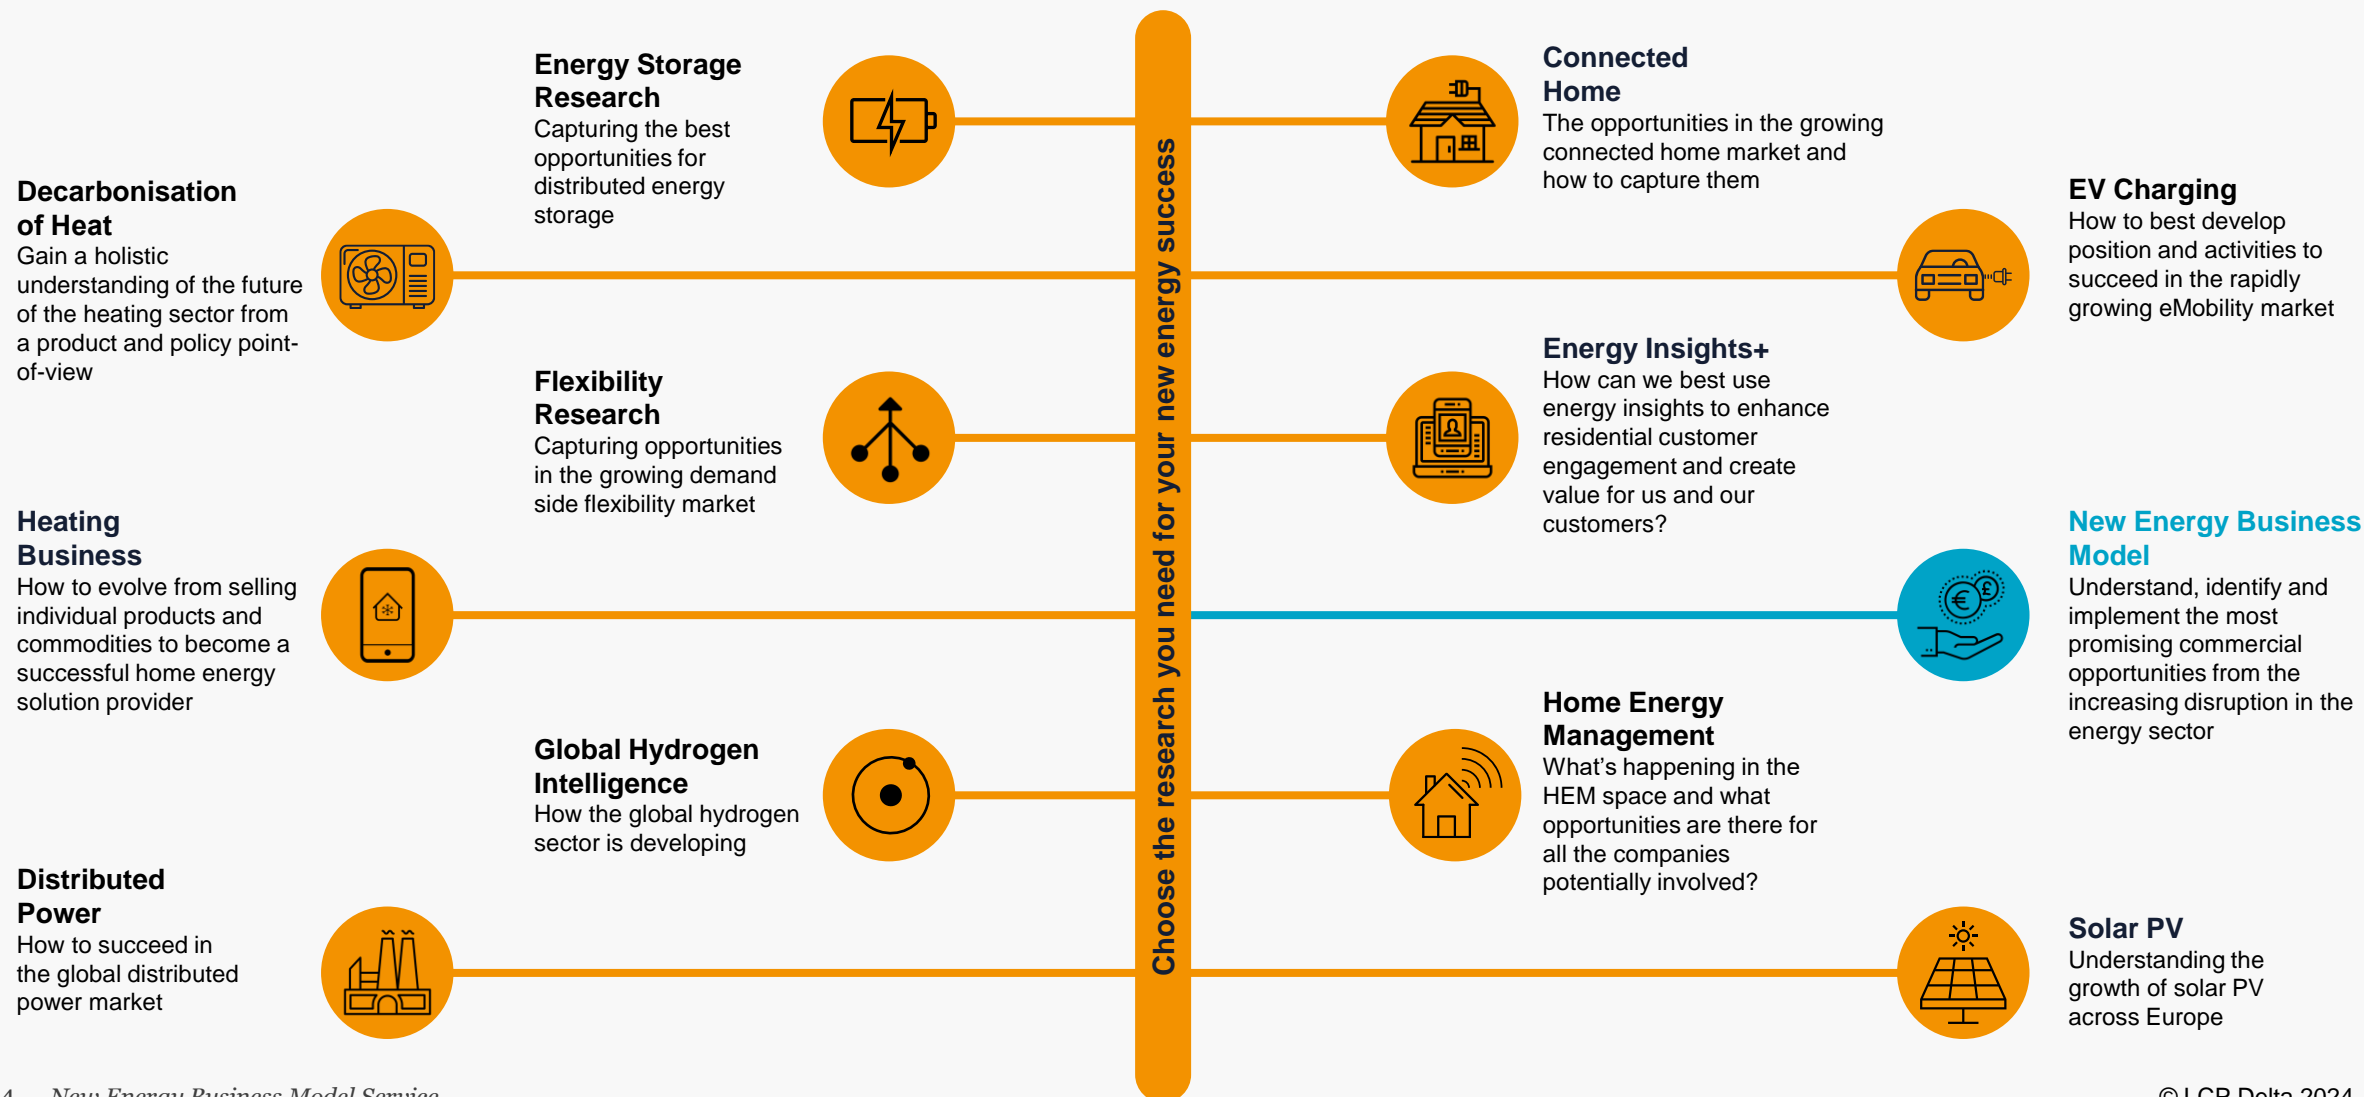 Energy Storage
Research
Capturing the best
opportunities for
distributed energy
storage
Decarbonisation
of Heat
Gain a holistic
understanding of the future
of the heating sector from
a product and policy point-
of-view
Flexibility
Research
Capturing opportunities
in the growing demand
side flexibility market
Heating
Business
How to evolve from selling
individual products and
commodities to become a
successful home energy
solution provider
Global Hydrogen
Intelligence
How the global hydrogen
sector is developing
Distributed
Power
How to succeed in
the global distributed
power market
Choose the research you need for your new energy success
Connected
Home
The opportunities in the growing
connected home market and
how to capture them
EV Charging
How to best develop
position and activities to
succeed in the rapidly
growing eMobility market
Energy Insights+
How can we best use
energy insights to enhance
residential customer
engagement and create
value for us and our
customers?
New Energy Business
Model
Understand, identify and
implement the most
promising commercial
opportunities from the
increasing disruption in the
energy sector
€ £
Home Energy
Management
What's happening in the
HEM space and what
opportunities are there for
all the companies
potentially involved?
Solar PV
Understanding the
growth of solar PV
across Europe
4 New Energy Business Model Service
© LCP Delta 2024